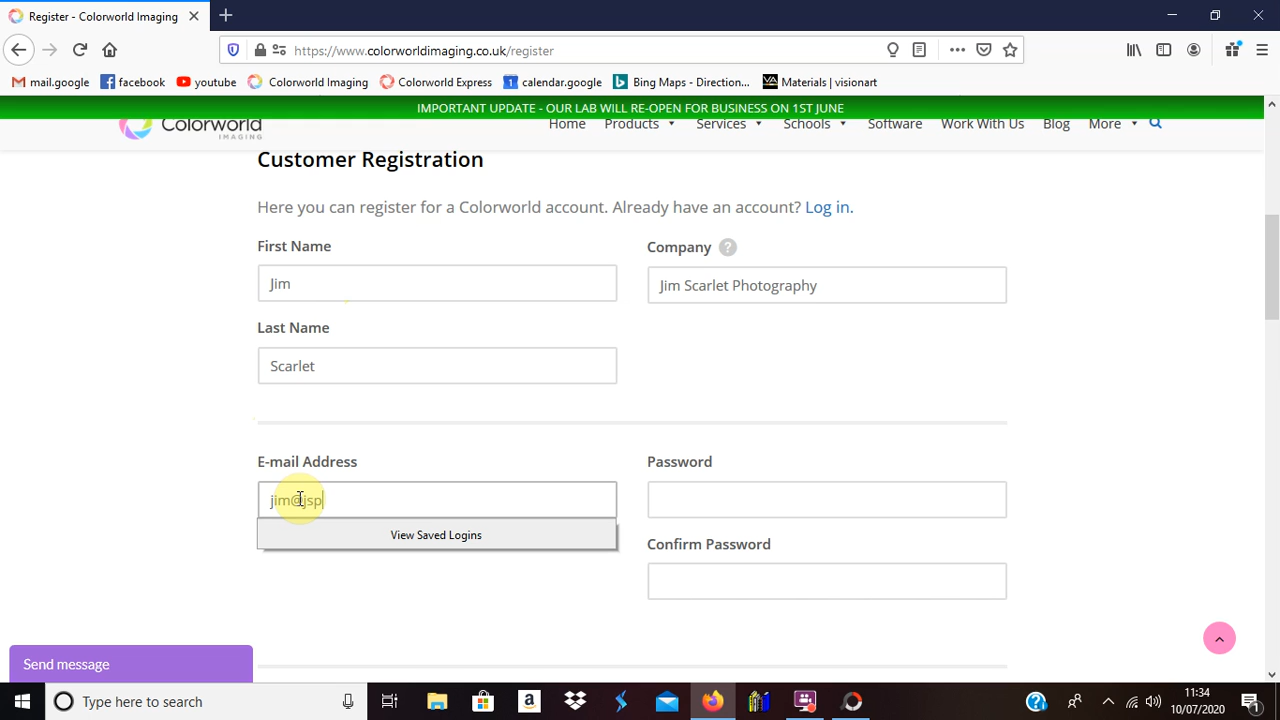 Register - Colorworld Imaging
https://www.colorworldimaging.co.uk/register
mail.google facebook youtube Colorworld Imaging Colorworld Express calendar.google Bing Maps - Direction... Materials | visionart
IMPORTANT UPDATE - OUR LAB WILL RE-OPEN FOR BUSINESS ON 1ST JUNE
Colorworld
IMAGING
Home Products Services Schools Software Work With Us Blog More
Customer Registration
Here you can register for a Colorworld account. Already have an account? Log in.
First Name
Company ?
Jim
Jim Scarlet Photography
Last Name
Scarlet
E-mail Address
Password
jim@jsp
View Saved Logins
Confirm Password
Send message
Type here to search
11:34
10/07/2020
1